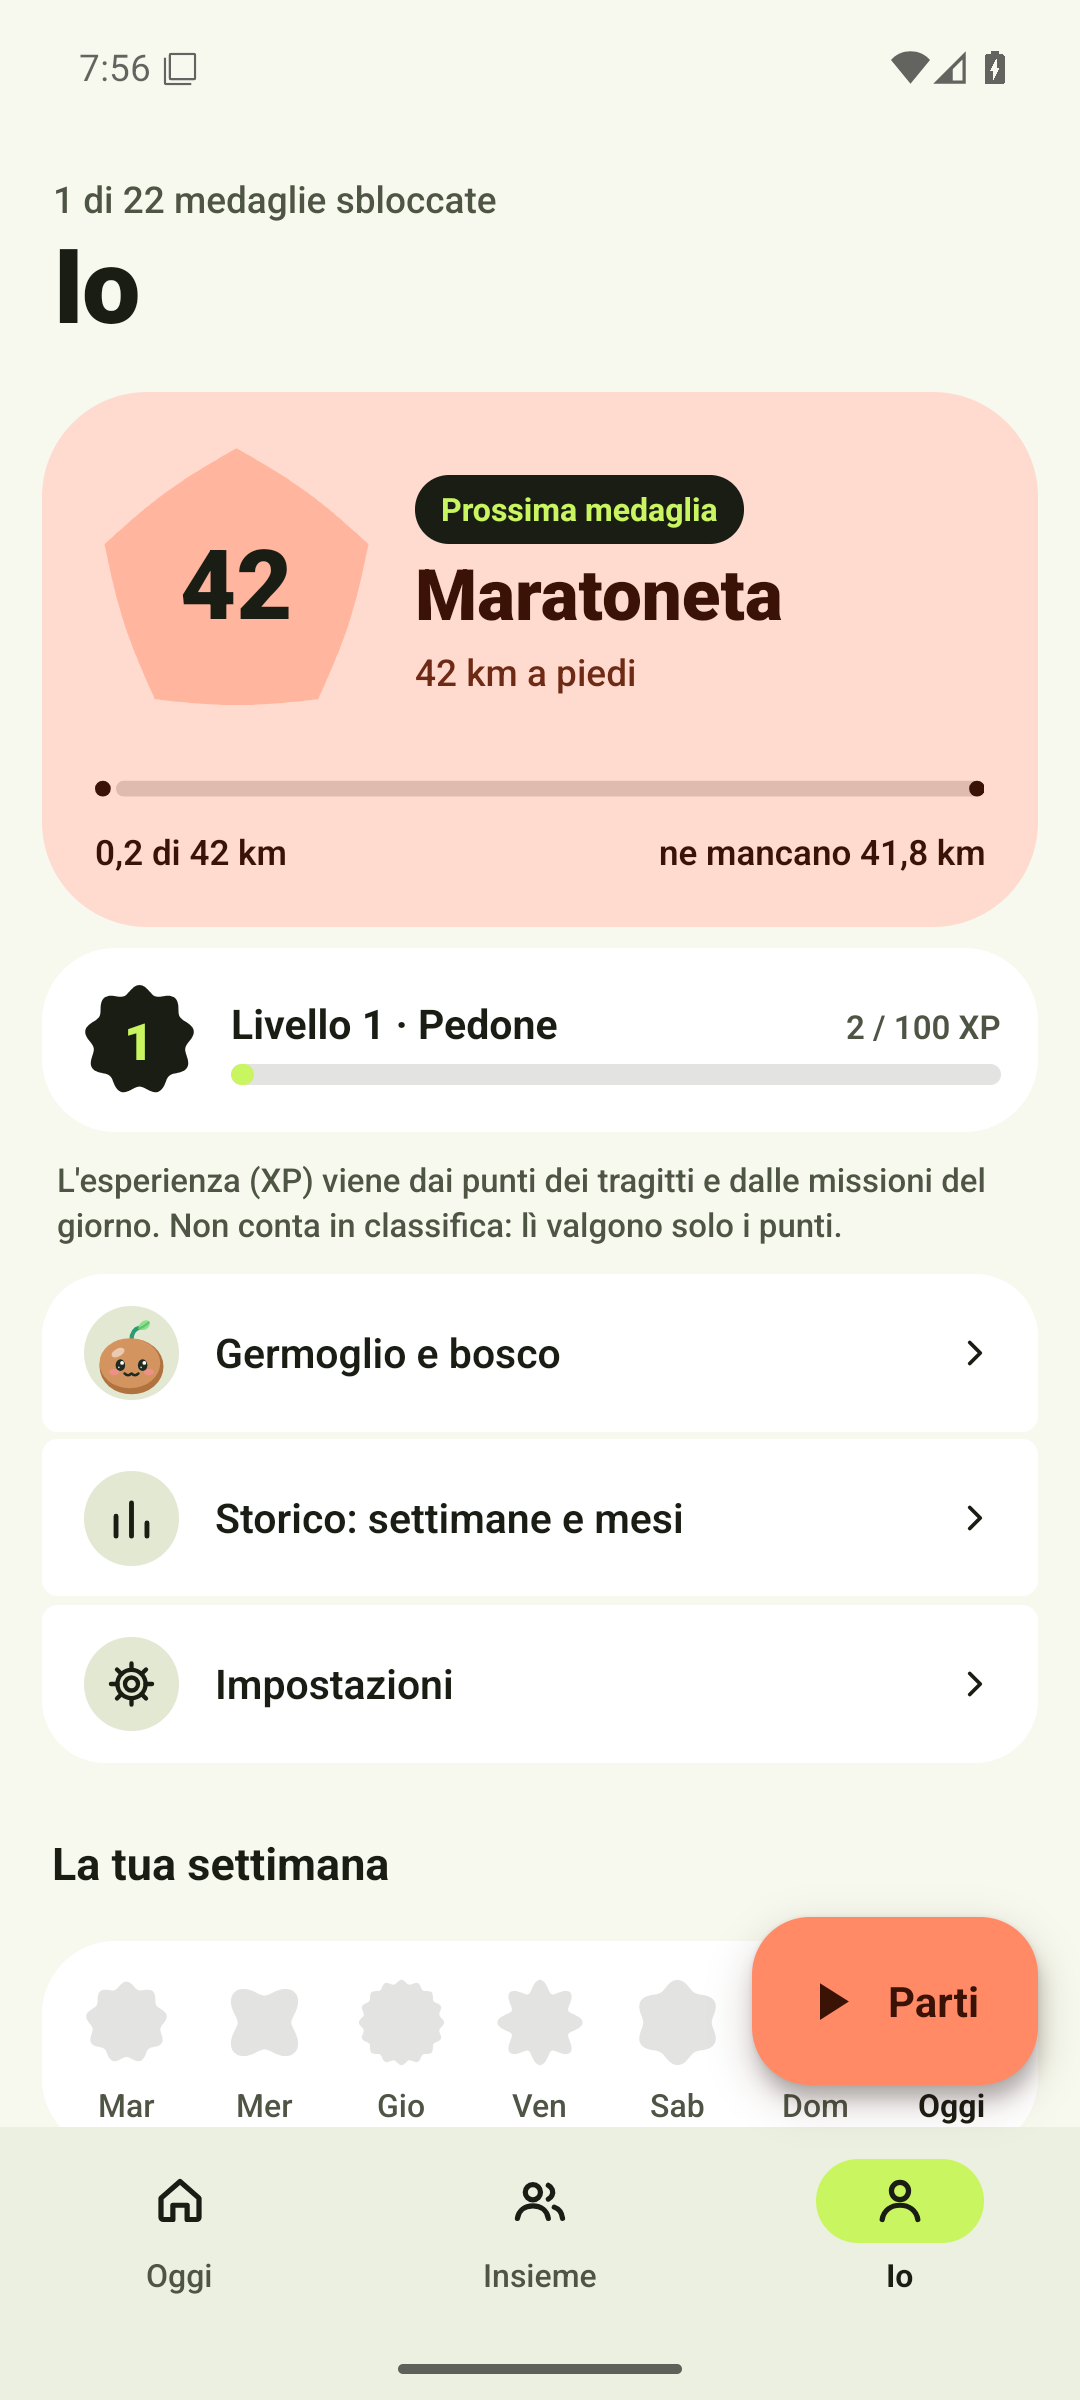 7:56
1 di 22 medaglie sbloccate
Io
42
Prossima medaglia
Maratoneta
42 km a piedi
0,2 di 42 km
ne mancano 41,8 km
1
Livello 1 · Pedone
2 / 100 XP
L'esperienza (XP) viene dai punti dei tragitti e dalle missioni del
giorno. Non conta in classifica: lì valgono solo i punti.
Germoglio e bosco
Storico: settimane e mesi
Impostazioni
La tua settimana
Parti
Mar Mer Gio Ven Sab Dom Oggi
Oggi Insieme Io